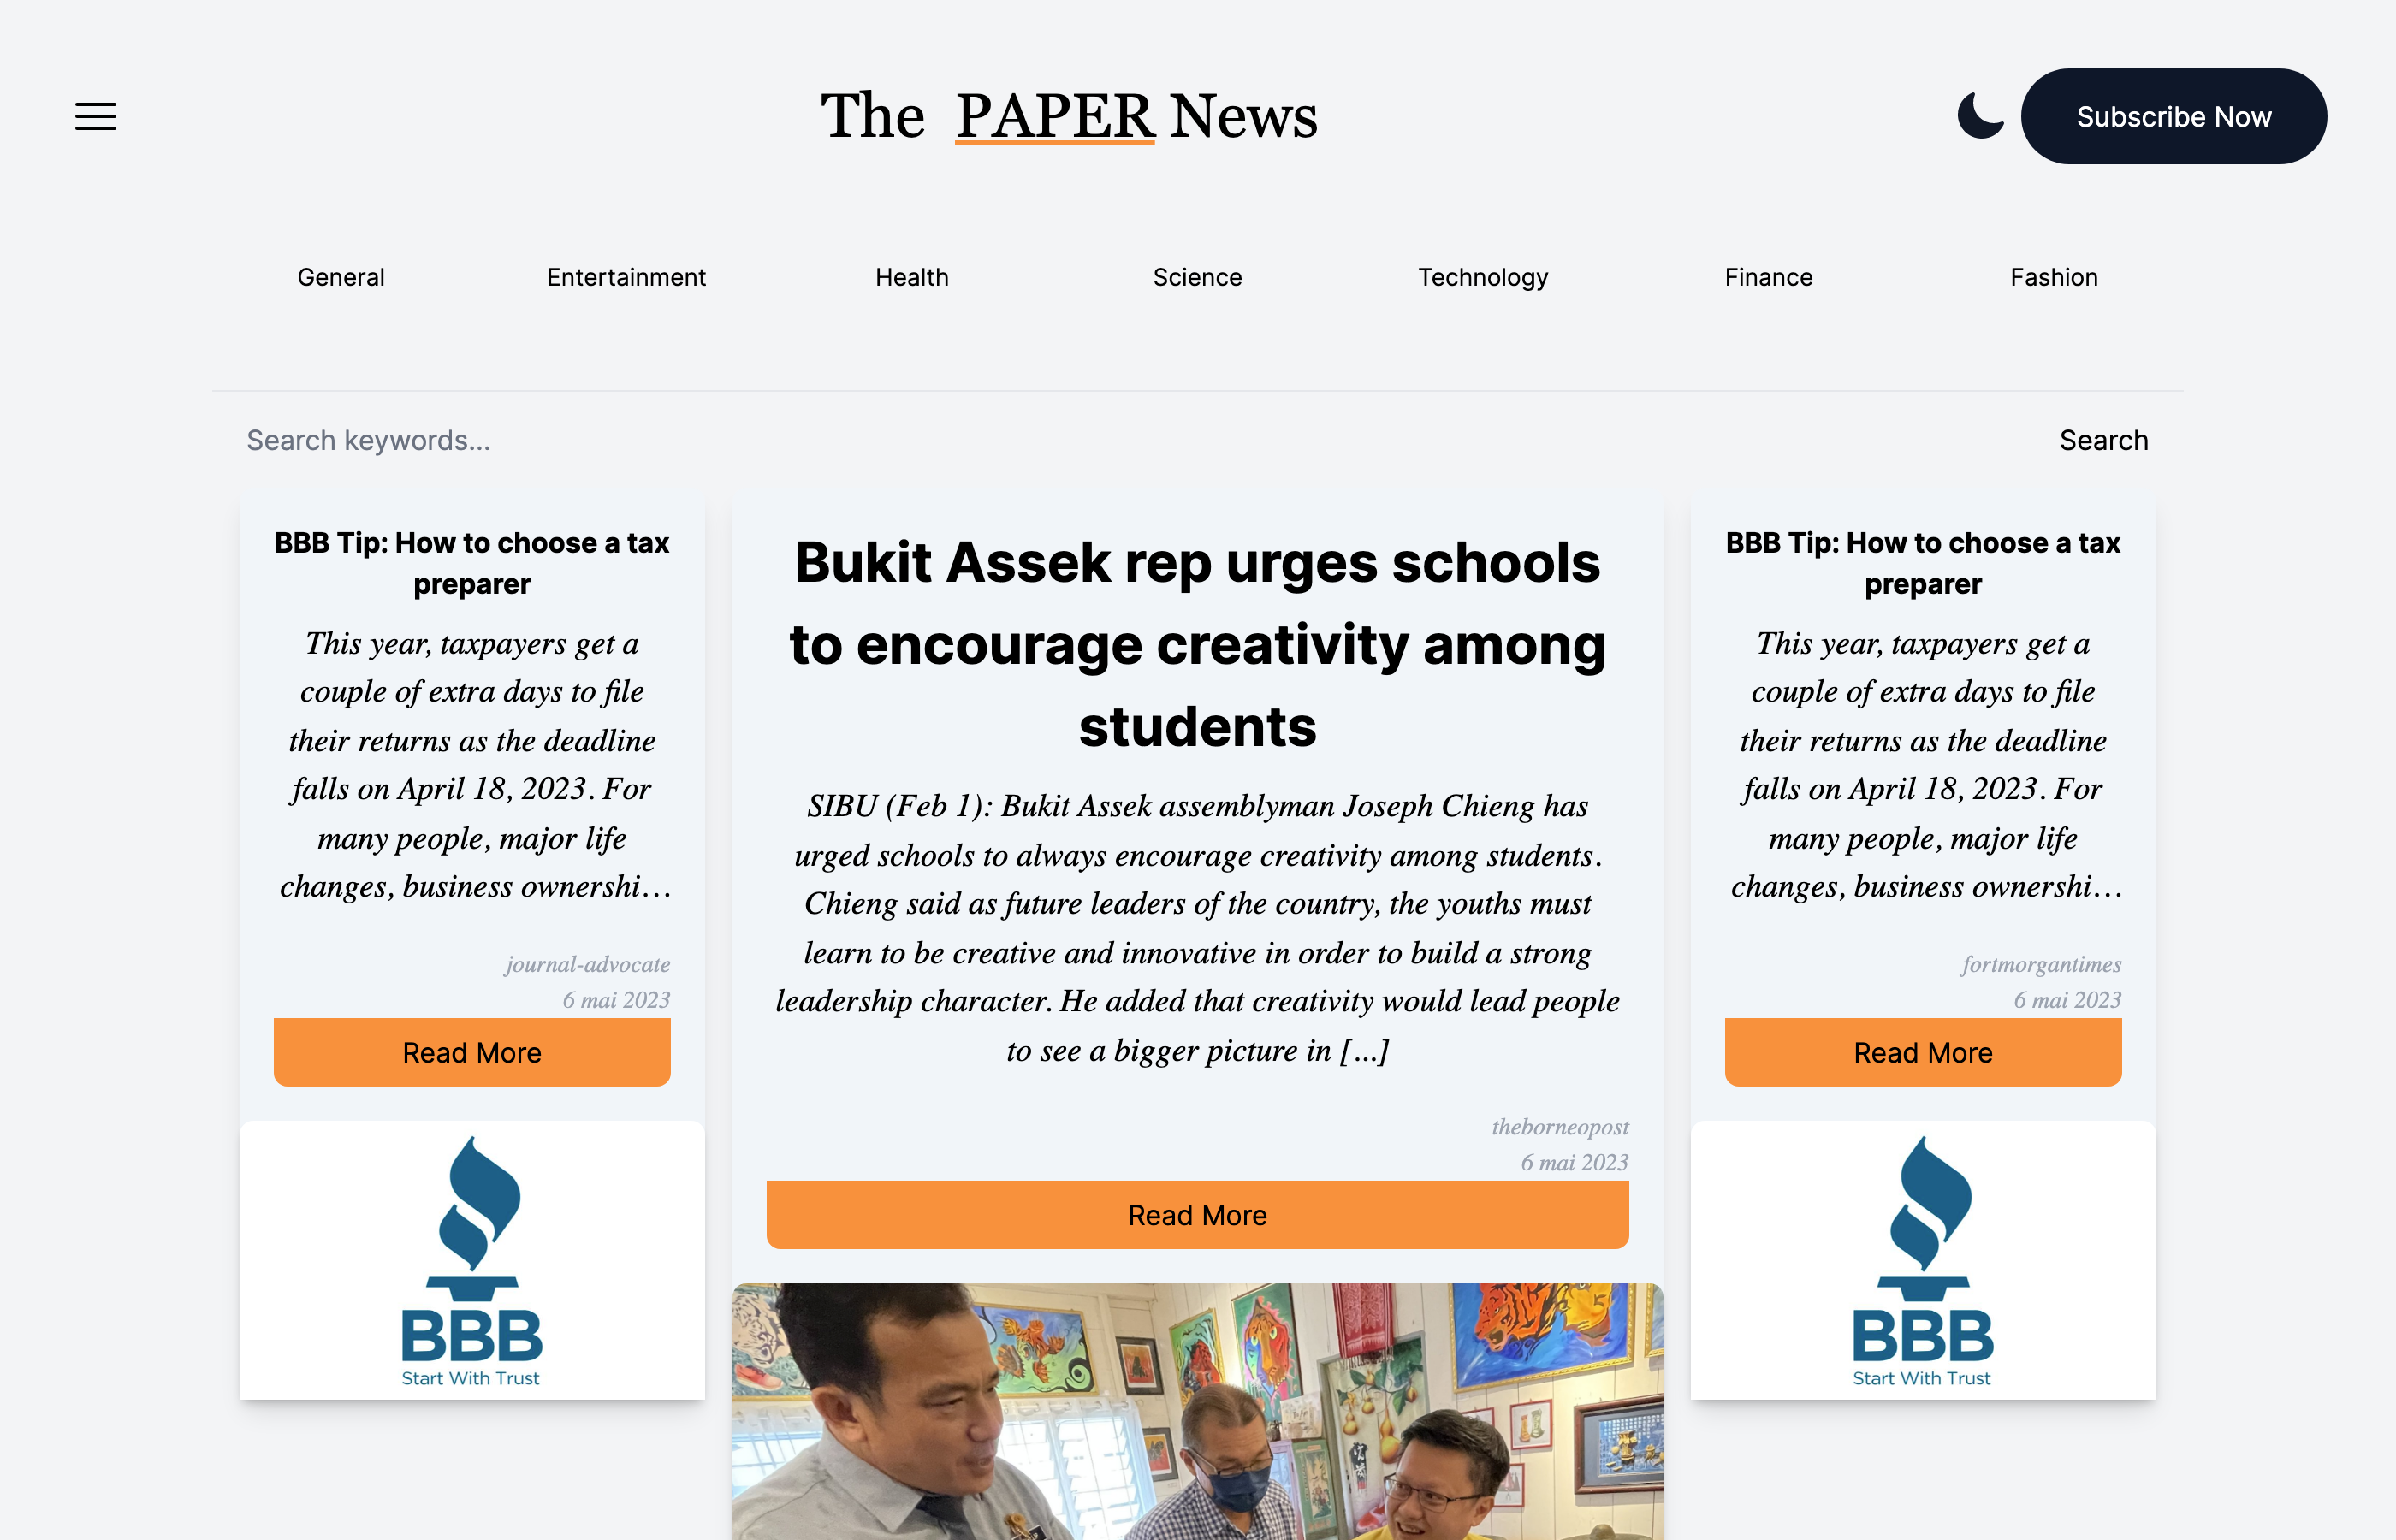 The PAPER News
Subscribe Now
General
Entertainment
Health
Science
Technology
Finance
Fashion
Search keywords...
Search
BBB Tip: How to choose a tax
preparer
This year, taxpayers get a
couple of extra days to file
their returns as the deadline
falls on April 18, 2023. For
many people, major life
changes, business ownershi...
journal-advocate
6 mai 2023
Read More
BBB
Start With Trust
Bukit Assek rep urges schools
to encourage creativity among
students
SIBU (Feb 1): Bukit Assek assemblyman Joseph Chieng has
urged schools to always encourage creativity among students.
Chieng said as future leaders of the country, the youths must
learn to be creative and innovative in order to build a strong
leadership character. He added that creativity would lead people
to see a bigger picture in [...]
theborneopost
6 mai 2023
Read More
BBB Tip: How to choose a tax
preparer
This year, taxpayers get a
couple of extra days to file
their returns as the deadline
falls on April 18, 2023. For
many people, major life
changes, business ownershi...
fortmorgantimes
6 mai 2023
Read More
BBB
Start With Trust